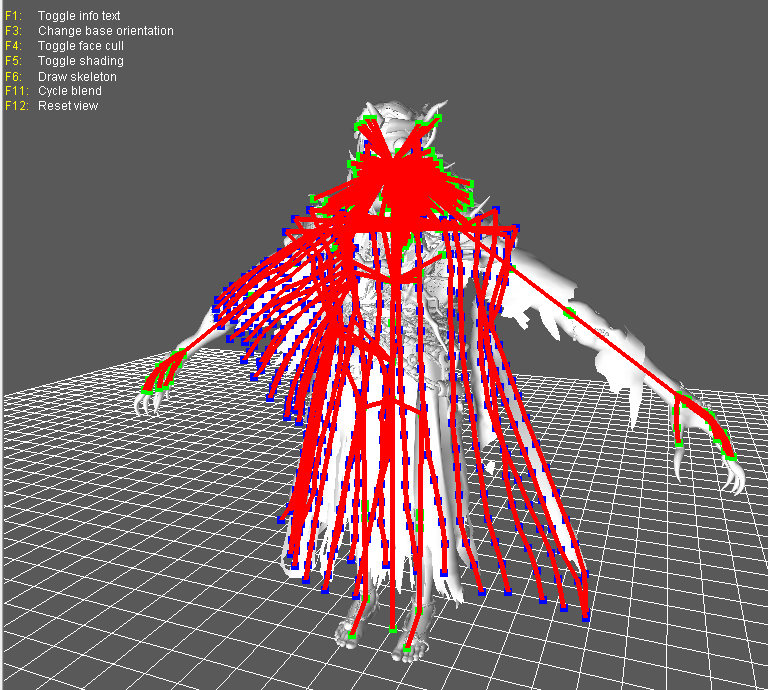 F1: Toggle info text
F3: Change base orientation
F4: Toggle face cull
F5: Toggle shading
F6: Draw skeleton
F11: Cycle blend
F12: Reset view